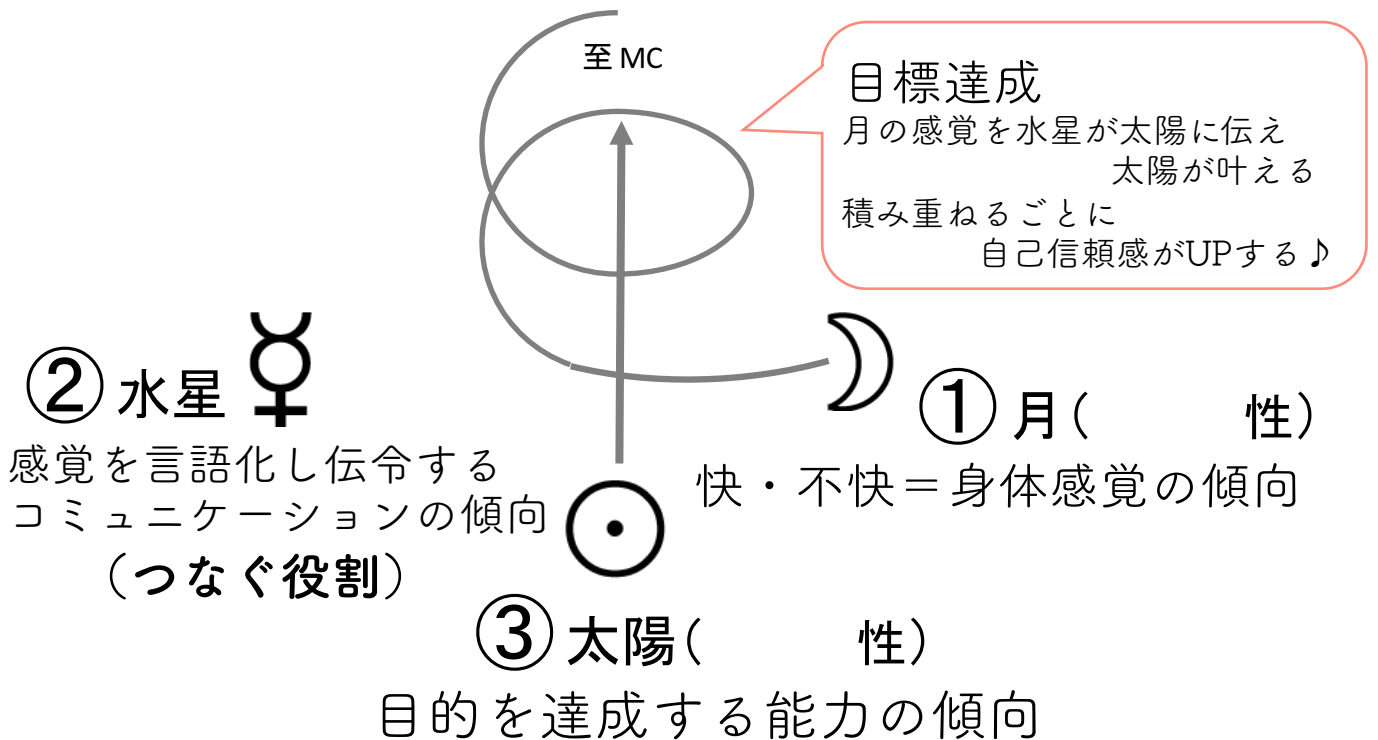 至 MC
目標達成
月の感覚を水星が太陽に伝え
太陽が叶える
積み重ねるごとに
自己信頼感がUPする♪
②水星
感覚を言語化し伝令する
コミュニケーションの傾向
（つなぐ役割）
①月（　　　性）
快・不快＝身体感覚の傾向
③太陽（　　　性）
目的を達成する能力の傾向